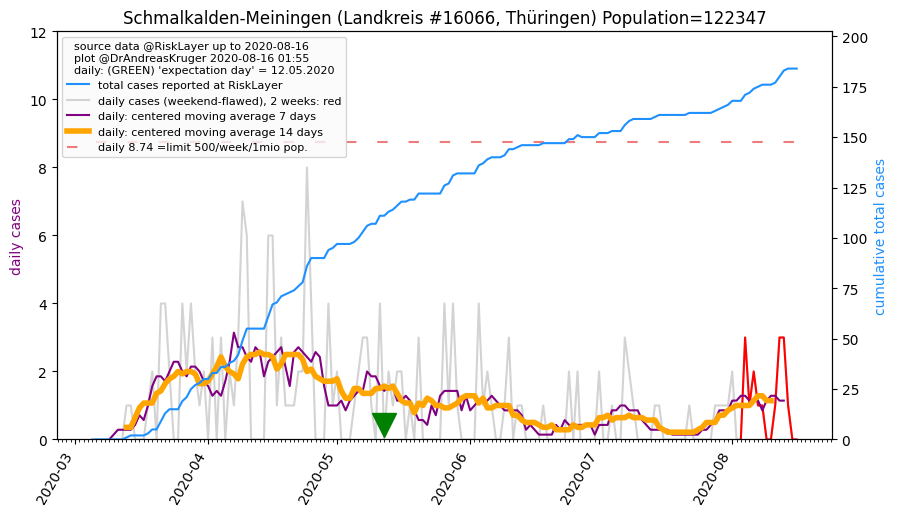 Schmalkalden-Meiningen (Landkreis #16066, Thüringen) Population=122347
source data @RiskLayer up to 2020-08-16
plot @DrAndreasKruger 2020-08-16 01:55
daily: (GREEN) 'expectation day' = 12.05.2020
total cases reported at RiskLayer
daily cases (weekend-flawed), 2 weeks: red
daily: centered moving average 7 days
daily: centered moving average 14 days
daily 8.74 =limit 500/week/1mio pop.
daily cases
12
10
8
6
4
2
0
cumulative total cases
200
175
150
125
100
75
50
25
0
2020-03
2020-04
2020-05
2020-06
2020-07
2020-08